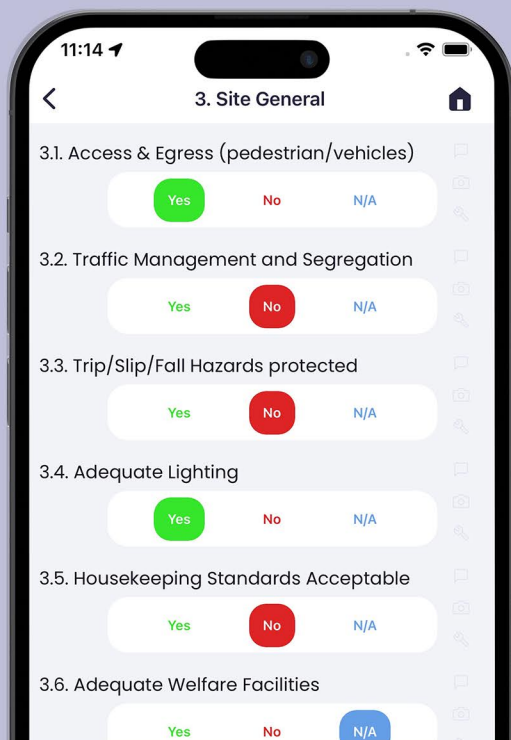 11:14
3. Site General
3.1. Access & Egress (pedestrian/vehicles)
Yes No N/A
3.2. Traffic Management and Segregation
Yes No N/A
3.3. Trip/Slip/Fall Hazards protected
Yes No N/A
3.4. Adequate Lighting
Yes No N/A
3.5. Housekeeping Standards Acceptable
Yes No N/A
3.6. Adequate Welfare Facilities
Yes No N/A